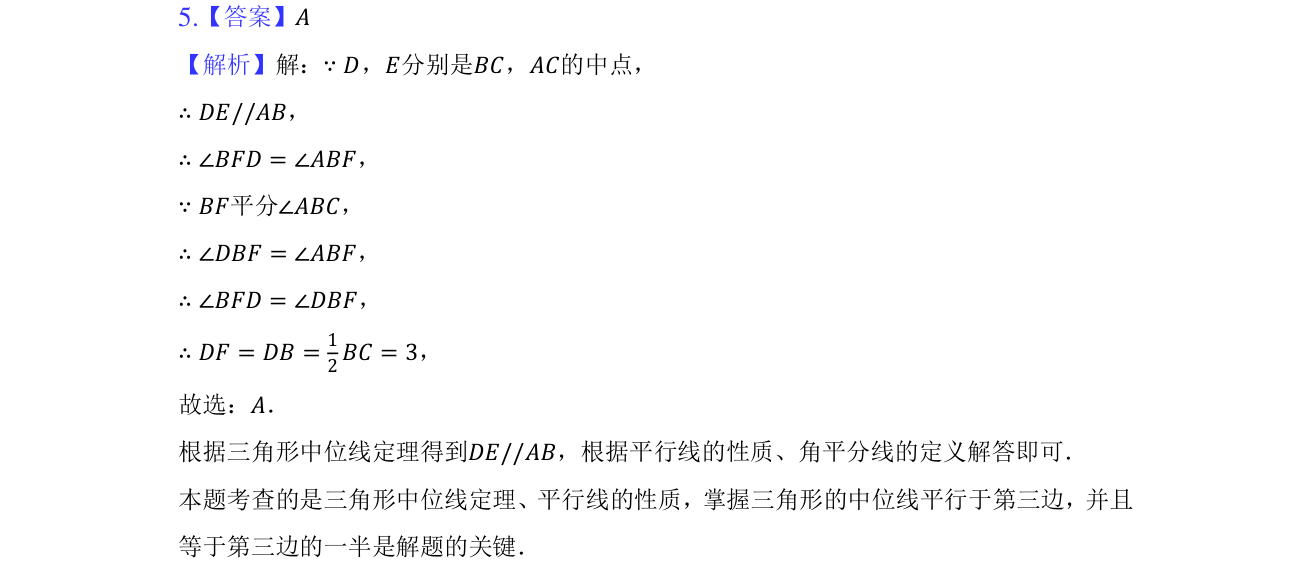 5.【答案】A
【解析】解：∵ D，E分别是BC，AC的中点，
∴ DE//AB，
∴ ∠BFD = ∠ABF，
∵ BF平分∠ABC，
∴ ∠DBF = ∠ABF，
∴ ∠BFD = ∠DBF，
∴ DF = DB = 1/2 BC = 3，
故选：A．
根据三角形中位线定理得到DE//AB，根据平行线的性质、角平分线的定义解答即可．
本题考查的是三角形中位线定理、平行线的性质，掌握三角形的中位线平行于第三边，并且
等于第三边的一半是解题的关键．